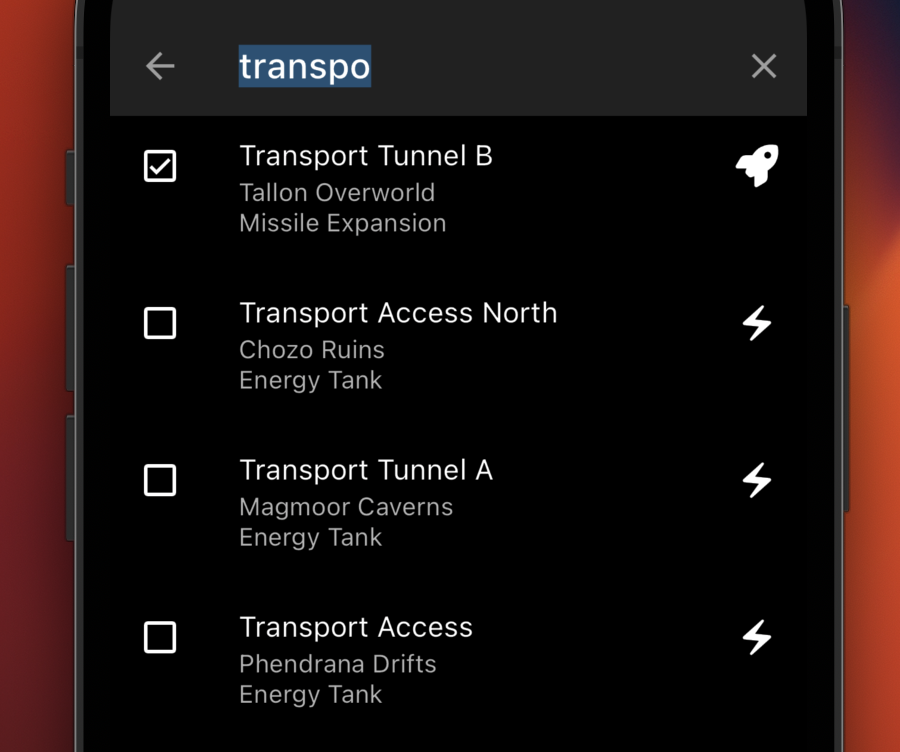 transpo
Transport Tunnel B
Tallon Overworld
Missile Expansion
Transport Access North
Chozo Ruins
Energy Tank
Transport Tunnel A
Magmoor Caverns
Energy Tank
Transport Access
Phendrana Drifts
Energy Tank